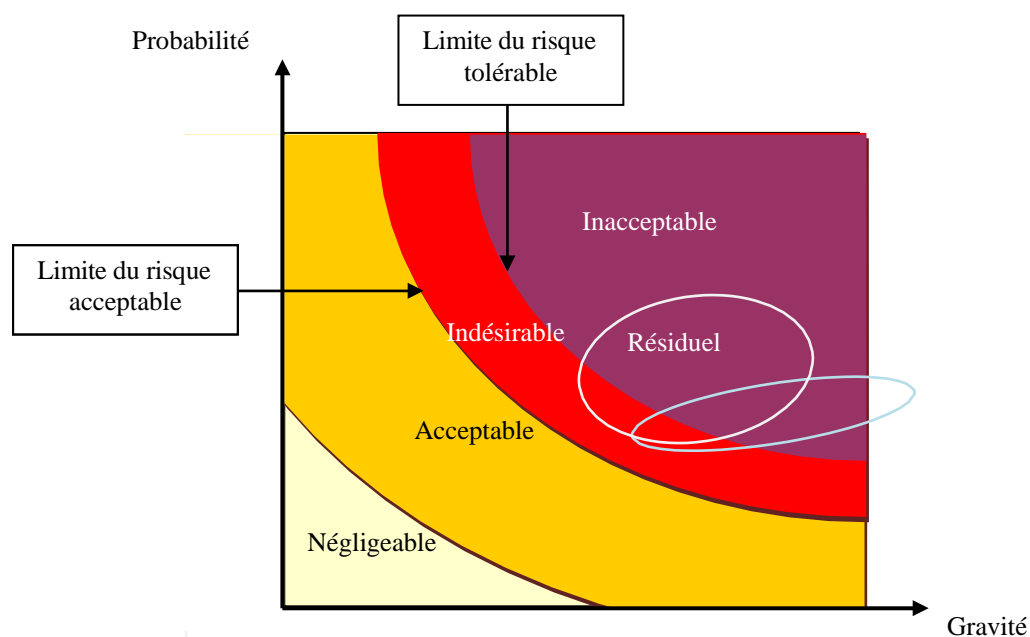 Probabilité
Limite du risque
tolérable
Inacceptable
Limite du risque
acceptable
Indésirable
Résiduel
Acceptable
Négligeable
Gravité